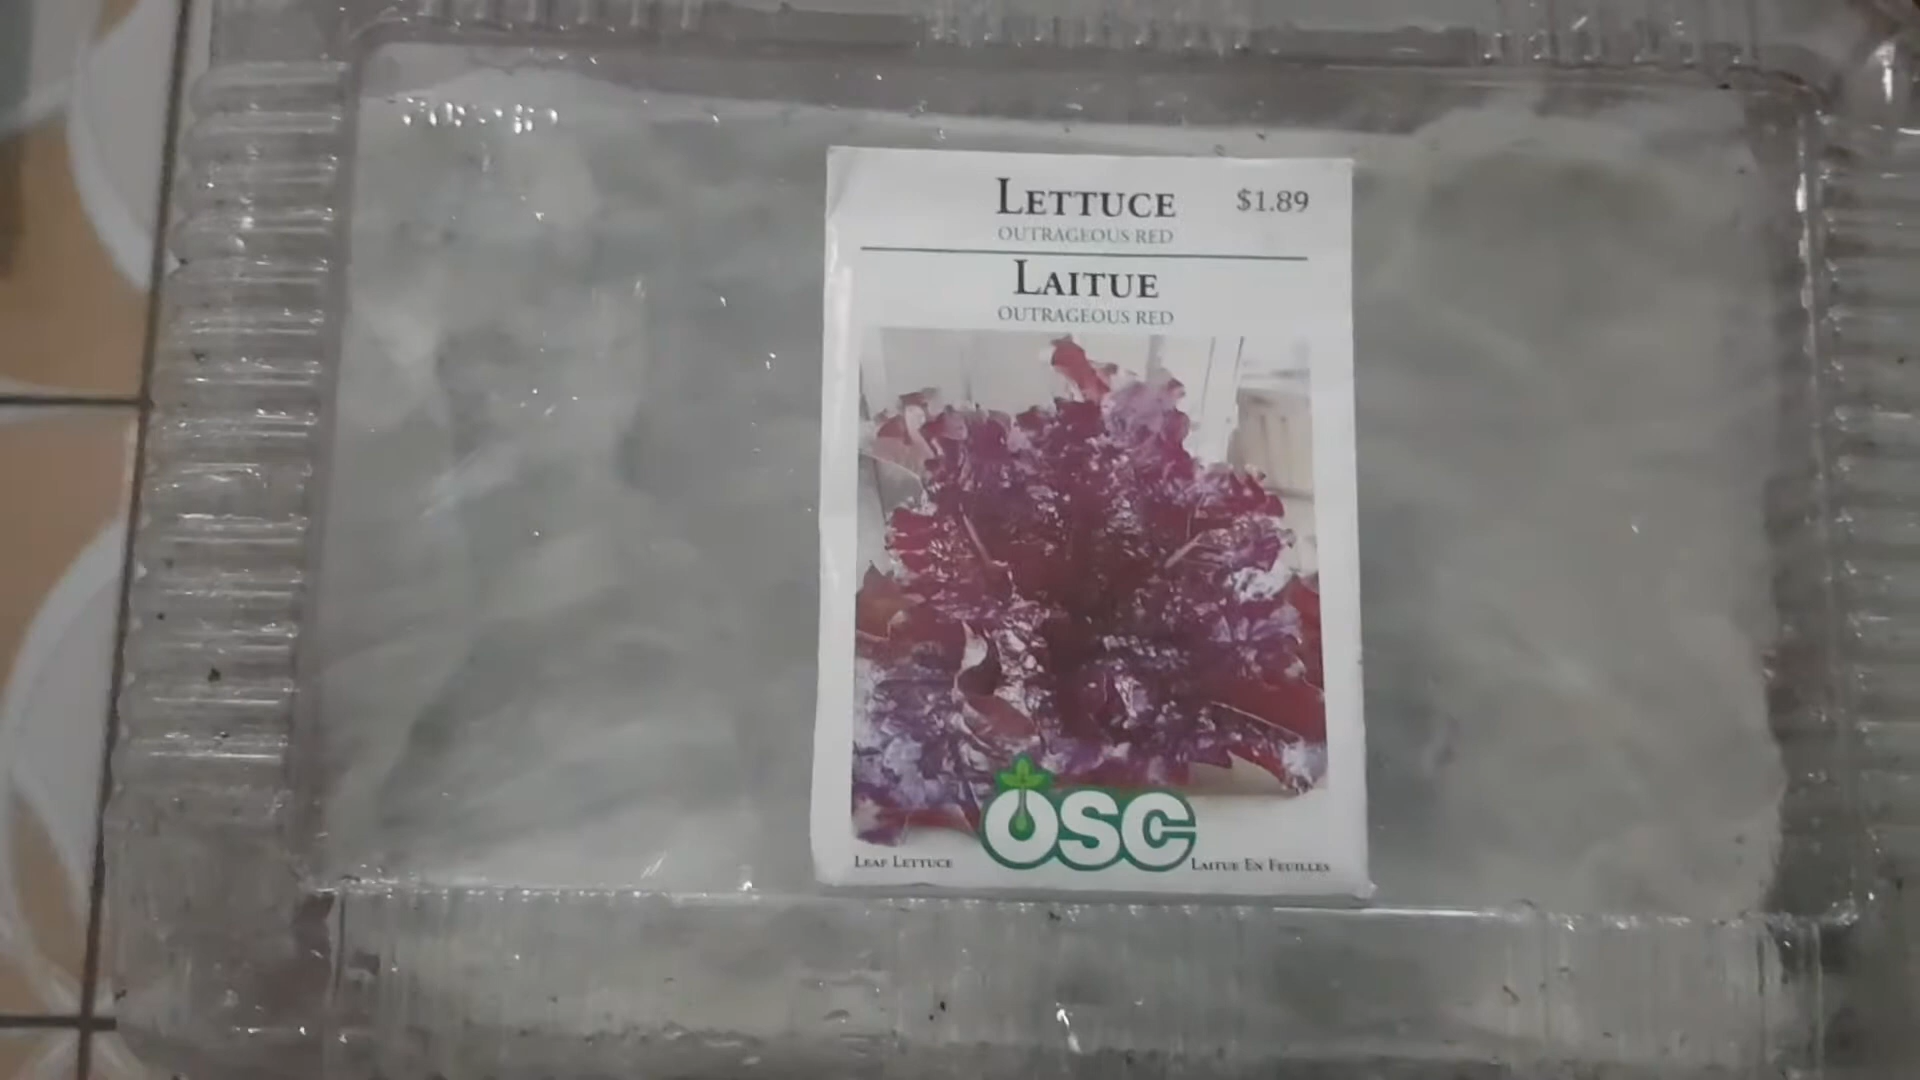 LETTUCE $1.89
OUTRAGEOUS RED
LAITUE
OUTRAGEOUS RED
OSC
LEAF LETTUCE
LAITUE EN FEUILLES